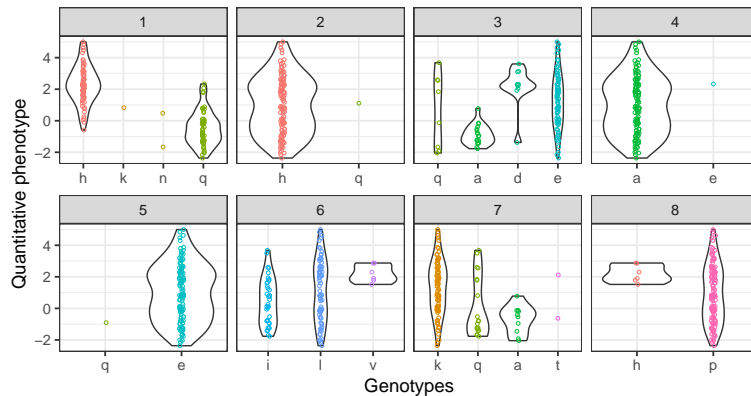 1 2 3 4
4
2
0
−2
h k n q h q q a d e a e
5 6 7 8
4
2
0
−2
q e i l v k q a t h p
Quantitative phenotype
Genotypes